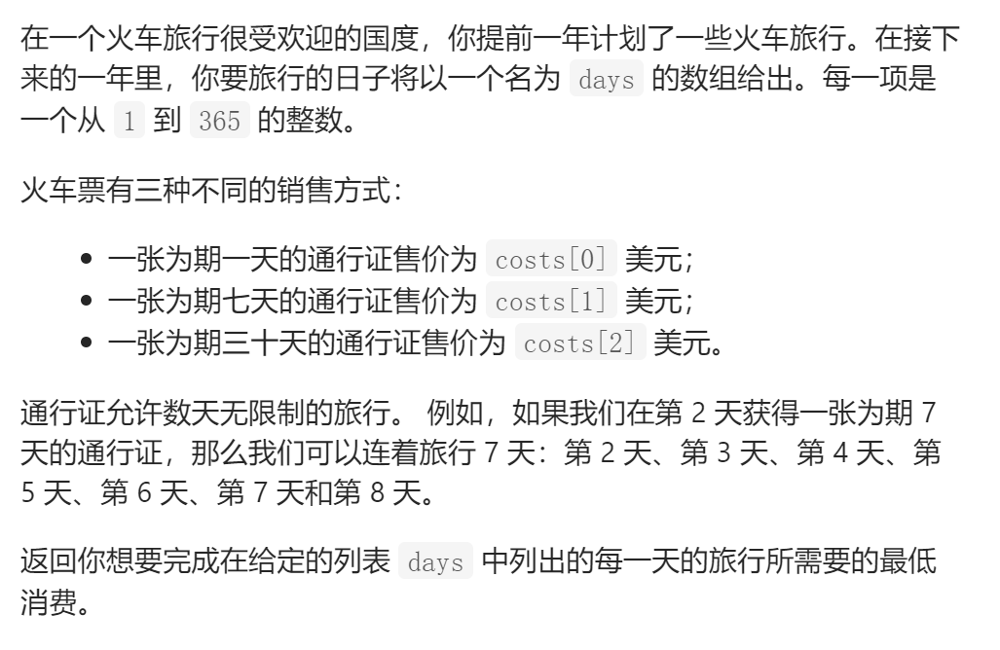 在一个火车旅行很受欢迎的国度，你提前一年计划了一些火车旅行。在接下
来的一年里，你要旅行的日子将以一个名为 days 的数组给出。每一项是
一个从 1 到 365 的整数。
火车票有三种不同的销售方式：
• 一张为期一天的通行证售价为 costs[0] 美元；
• 一张为期七天的通行证售价为 costs[1] 美元；
• 一张为期三十天的通行证售价为 costs[2] 美元。
通行证允许数天无限制的旅行。 例如，如果我们在第 2 天获得一张为期 7
天的通行证，那么我们可以连着旅行 7 天：第 2 天、第 3 天、第 4 天、第
5 天、第 6 天、第 7 天和第 8 天。
返回你想要完成在给定的列表 days 中列出的每一天的旅行所需要的最低
消费。